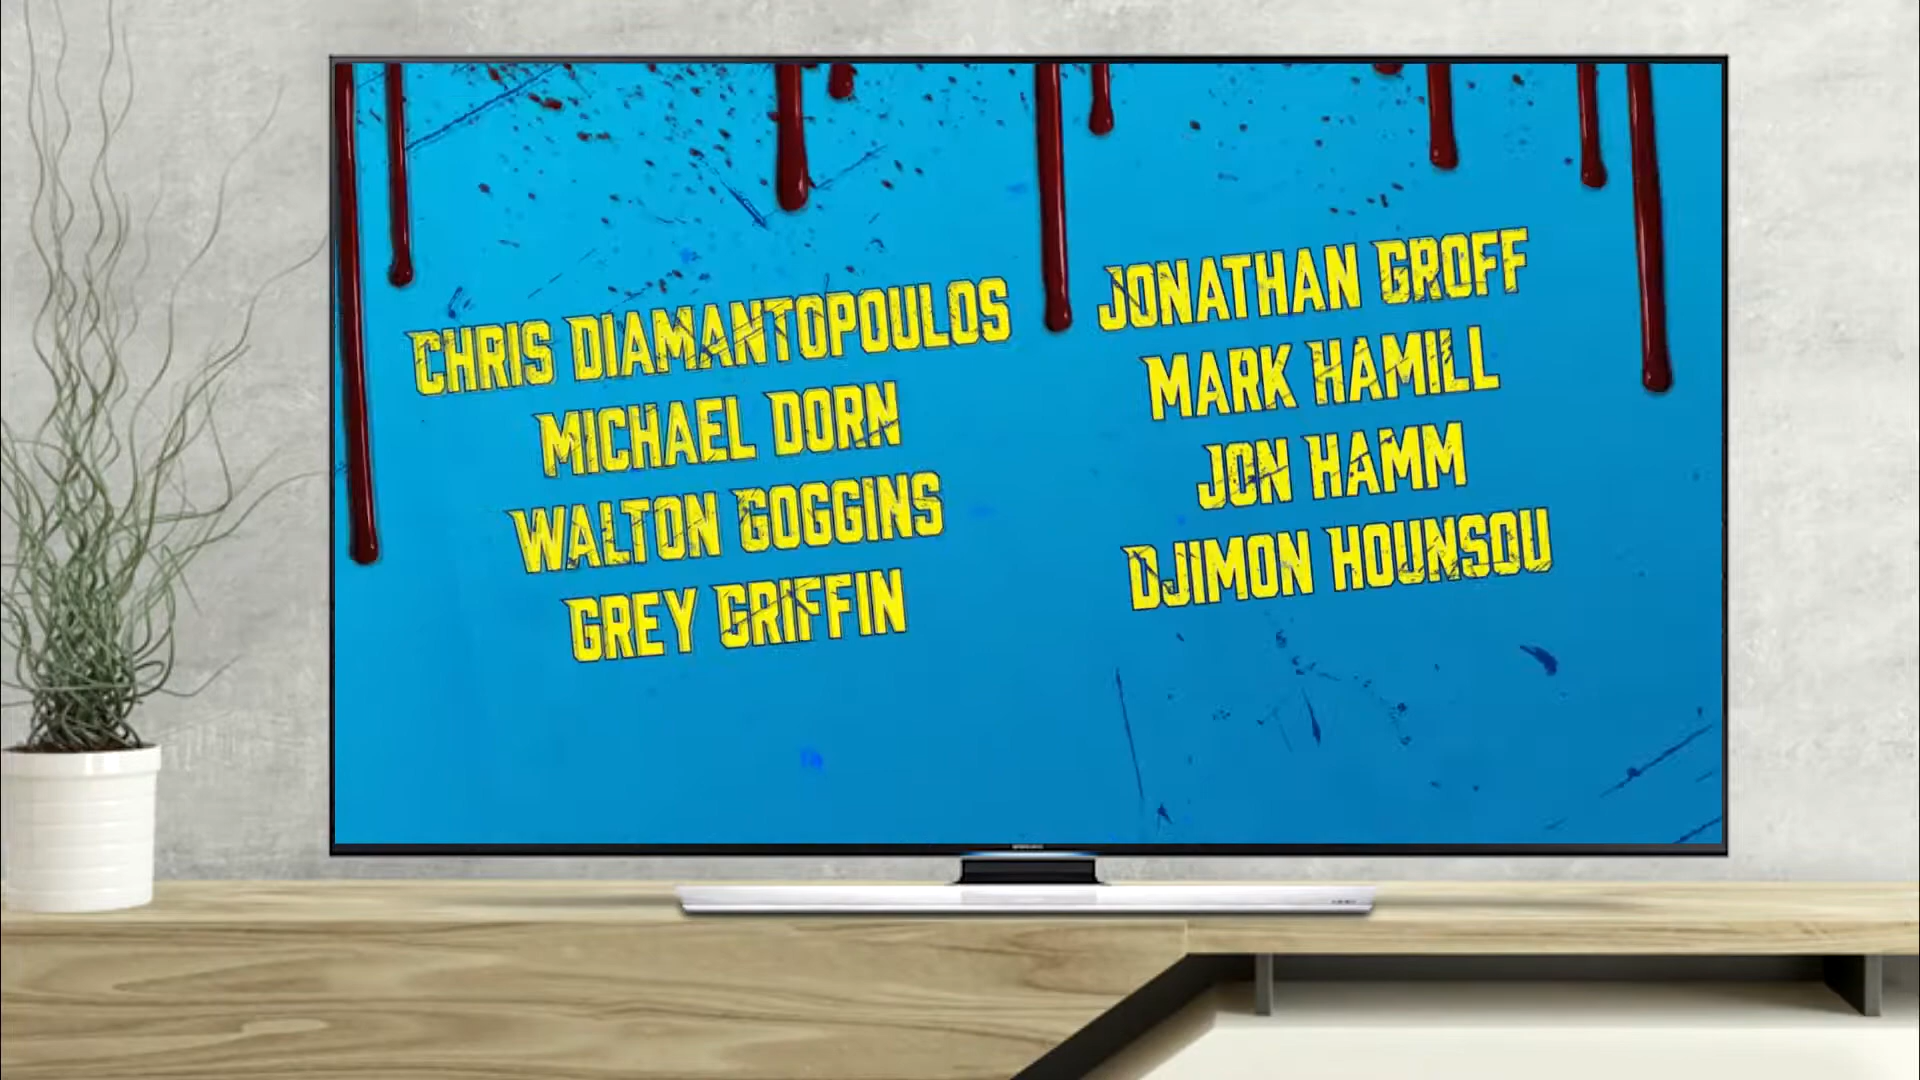 CHRIS DIAMANTOPOULOS
MICHAEL DORN
WALTON GOGGINS
GREY GRIFFIN
JONATHAN GROFF
MARK HAMILL
JON HAMM
DJIMON HOUNSOU